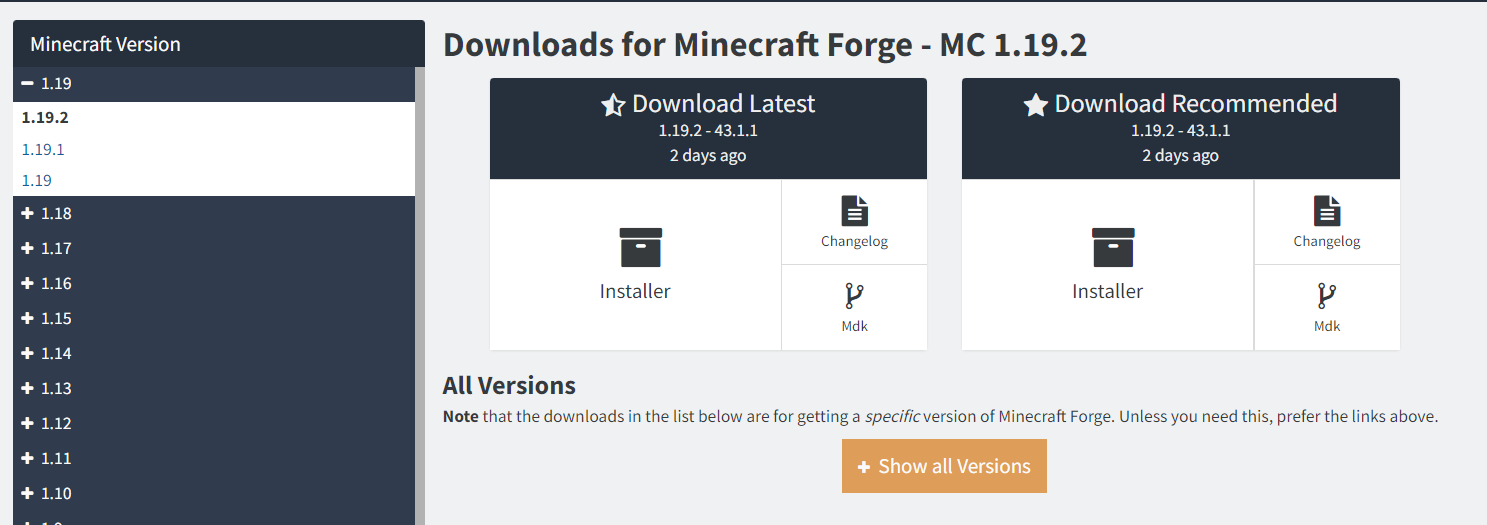 Minecraft Version
1.19
1.19.2
1.19.1
1.19
1.18
1.17
1.16
1.15
1.14
1.13
1.12
1.11
1.10
Downloads for Minecraft Forge - MC 1.19.2
Download Latest
1.19.2 - 43.1.1
2 days ago
Installer
Changelog
Mdk
Download Recommended
1.19.2 - 43.1.1
2 days ago
Installer
Changelog
Mdk
All Versions
Note that the downloads in the list below are for getting a specific version of Minecraft Forge. Unless you need this, prefer the links above.
Show all Versions